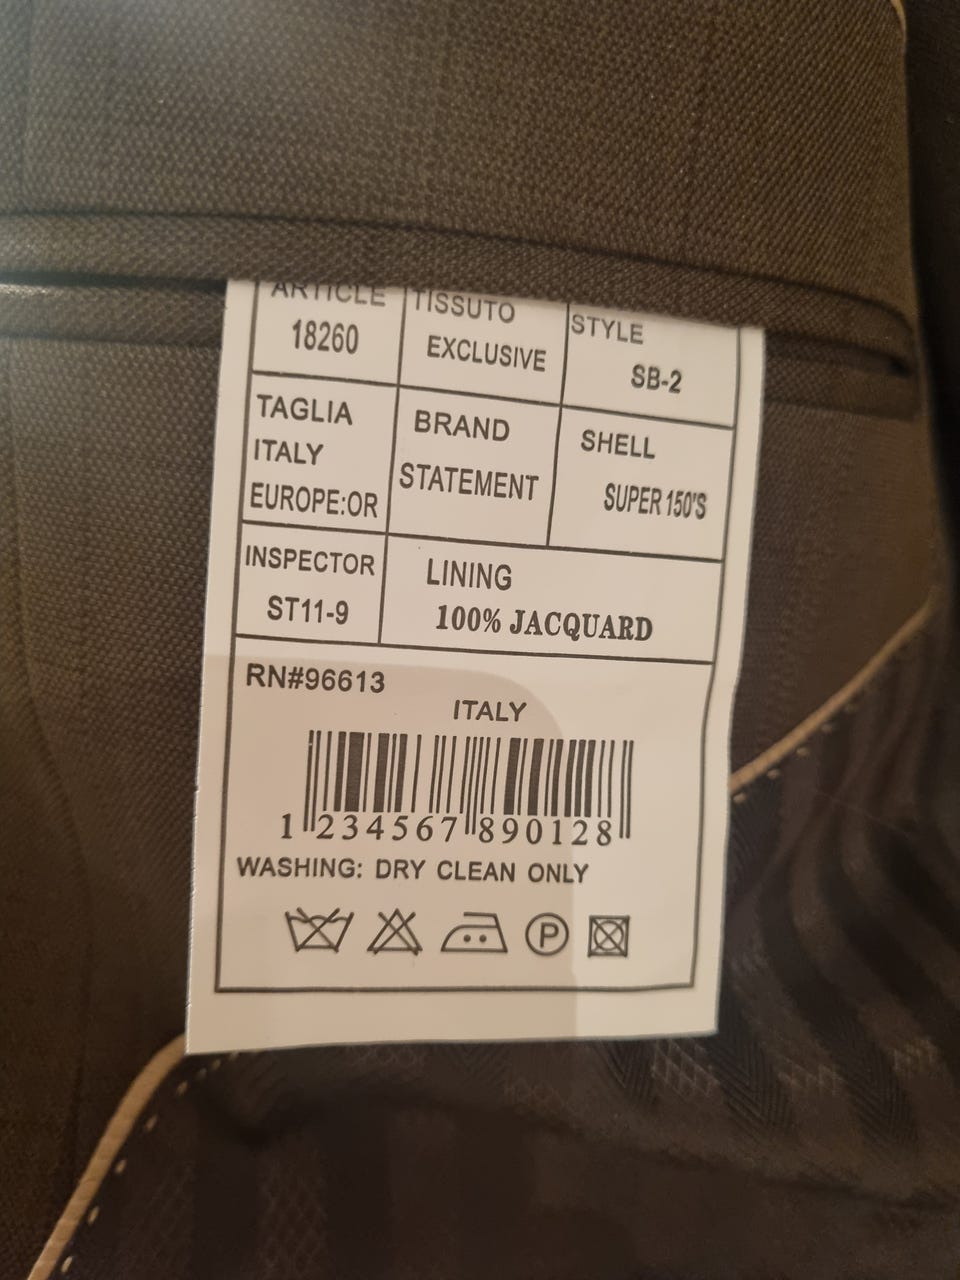 ARTICLE
18260
TISSUTO
EXCLUSIVE
STYLE
SB-2
TAGLIA
ITALY
EUROPE:OR
BRAND
STATEMENT
SHELL
SUPER 150'S
INSPECTOR
ST11-9
LINING
100% JACQUARD
RN#96613
ITALY
1 234567 890128
WASHING: DRY CLEAN ONLY
P